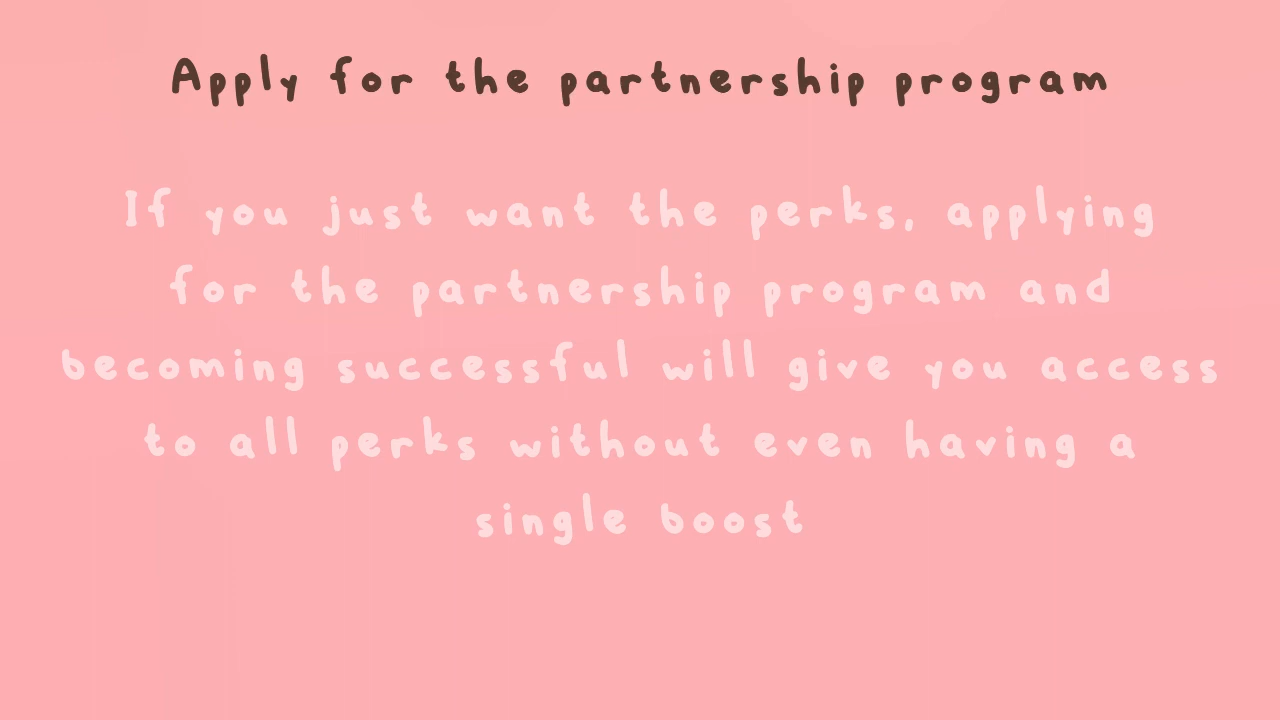 Apply for the partnership program
If you just want the perks, applying
for the partnership program and
becoming successful will give you access
to all perks without even having a
single boost